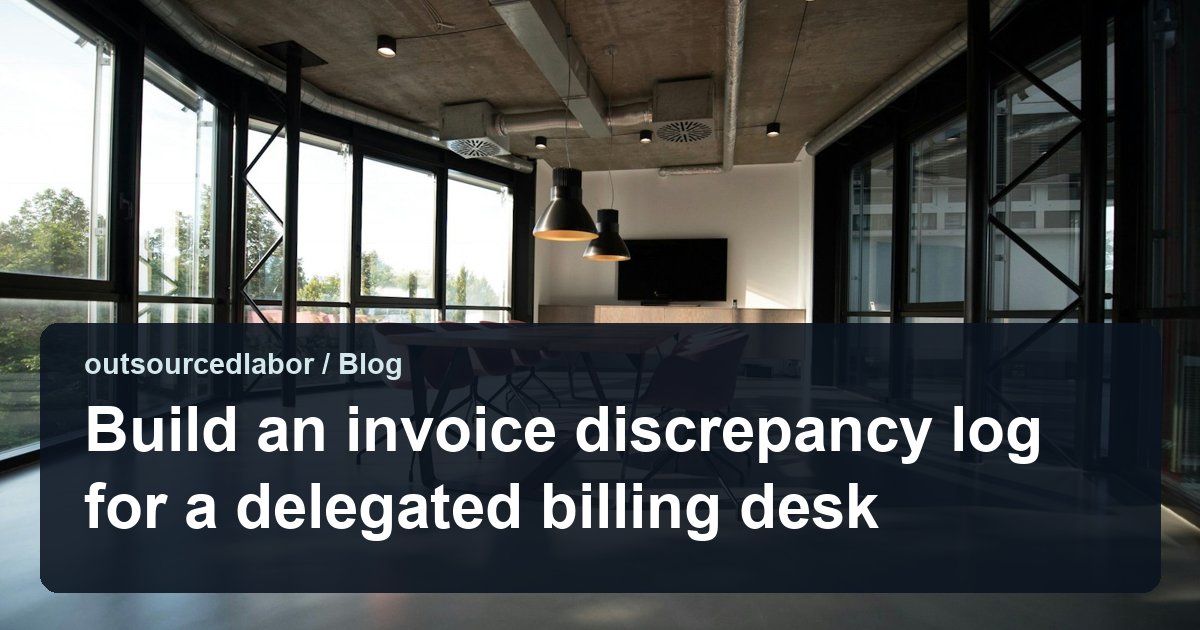 outsourcedlabor / Blog
Build an invoice discrepancy log
for a delegated billing desk